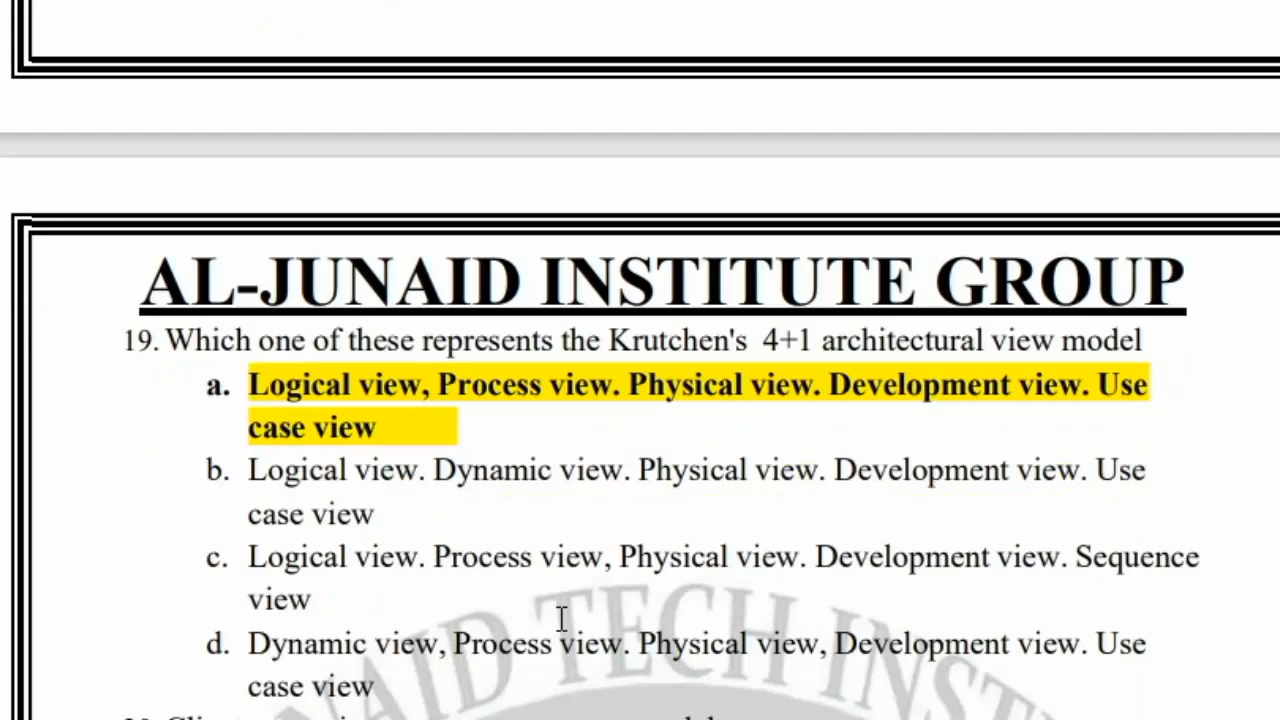 AL-JUNAID INSTITUTE GROUP
19. Which one of these represents the Krutchen's 4+1 architectural view model
a. Logical view, Process view. Physical view. Development view. Use
case view
b. Logical view. Dynamic view. Physical view. Development view. Use
case view
c. Logical view. Process view, Physical view. Development view. Sequence
view
d. Dynamic view, Process view. Physical view, Development view. Use
case view
NAID TECH INST